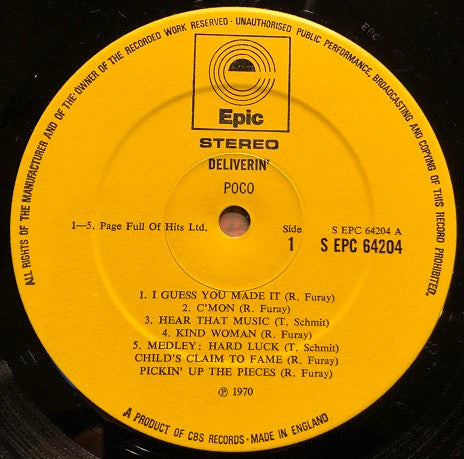 ALL RIGHTS OF THE MANUFACTURER AND OF THE OWNER OF THE RECORDED WORK RESERVED · UNAUTHORISED PUBLIC PERFORMANCE, BROADCASTING AND COPYING OF THIS RECORD PROHIBITED.
EPC
Epic
STEREO
DELIVERIN'
POCO
1—5. Page Full Of Hits Ltd.
Side
1
S EPC 64204 A
S EPC 64204
1. I GUESS YOU MADE IT (R. Furay)
2. C'MON (R. Furay)
3. HEAR THAT MUSIC (T. Schmit)
4. KIND WOMAN (R. Furay)
5. MEDLEY: HARD LUCK (T. Schmit)
CHILD'S CLAIM TO FAME (R. Furay)
PICKIN' UP THE PIECES (R. Furay)
℗ 1970
A PRODUCT OF CBS RECORDS · MADE IN ENGLAND